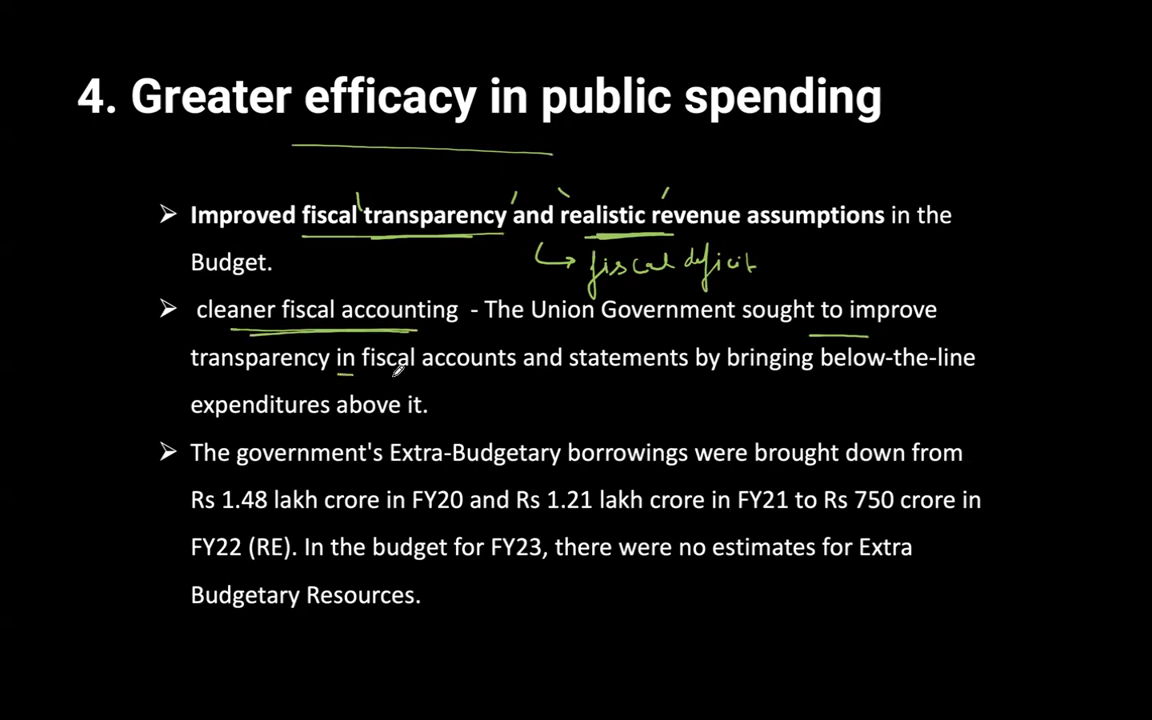 4. Greater efficacy in public spending
➢ Improved fiscal transparency and realistic revenue assumptions in the
fiscal deficit
Budget.
➢ cleaner fiscal accounting - The Union Government sought to improve
transparency in fiscal accounts and statements by bringing below-the-line
expenditures above it.
➢ The government's Extra-Budgetary borrowings were brought down from
Rs 1.48 lakh crore in FY20 and Rs 1.21 lakh crore in FY21 to Rs 750 crore in
FY22 (RE). In the budget for FY23, there were no estimates for Extra
Budgetary Resources.